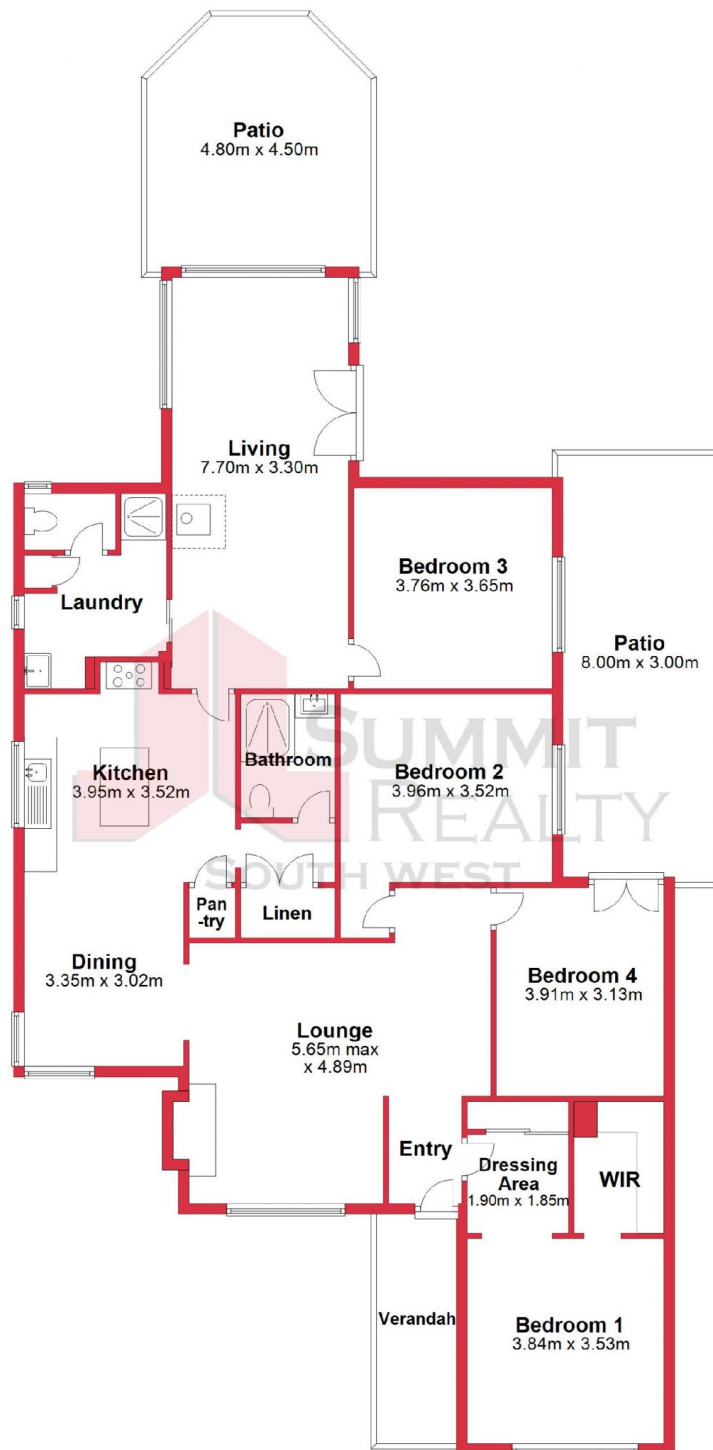 Patio
4.80m x 4.50m
Living
7.70m x 3.30m
Bedroom 3
3.76m x 3.65m
Laundry
Patio
8.00m x 3.00m
SUMMIT
REALTY
SOUTH WEST
Kitchen
3.95m x 3.52m
Bathroom
Bedroom 2
3.96m x 3.52m
Pan
-try
Linen
Dining
3.35m x 3.02m
Bedroom 4
3.91m x 3.13m
Lounge
5.65m max
x 4.89m
Entry
Dressing
Area
1.90m x 1.85m
WIR
Verandah
Bedroom 1
3.84m x 3.53m